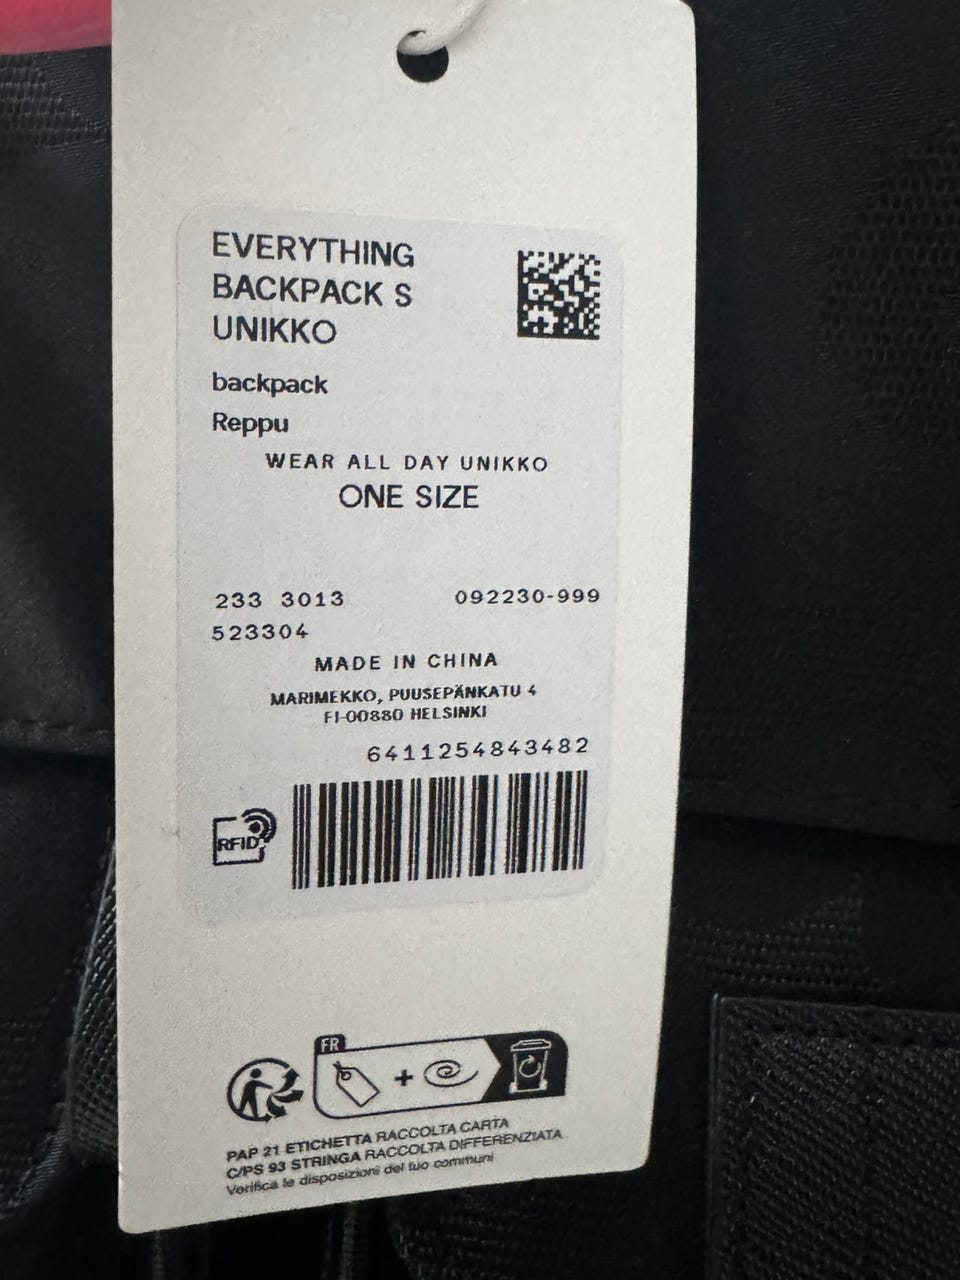 EVERYTHING
BACKPACK S
UNIKKO
backpack
Reppu
WEAR ALL DAY UNIKKO
ONE SIZE
233 3013 092230-999
523304
MADE IN CHINA
MARIMEKKO, PUUSEPÄNKATU 4
FI-00880 HELSINKI
6411254843482
RFID
FR
PAP 21 ETICHETTA RACCOLTA CARTA
C/PS 93 STRINGA RACCOLTA DIFFERENZIATA
Verifica le disposizioni del tuo communi